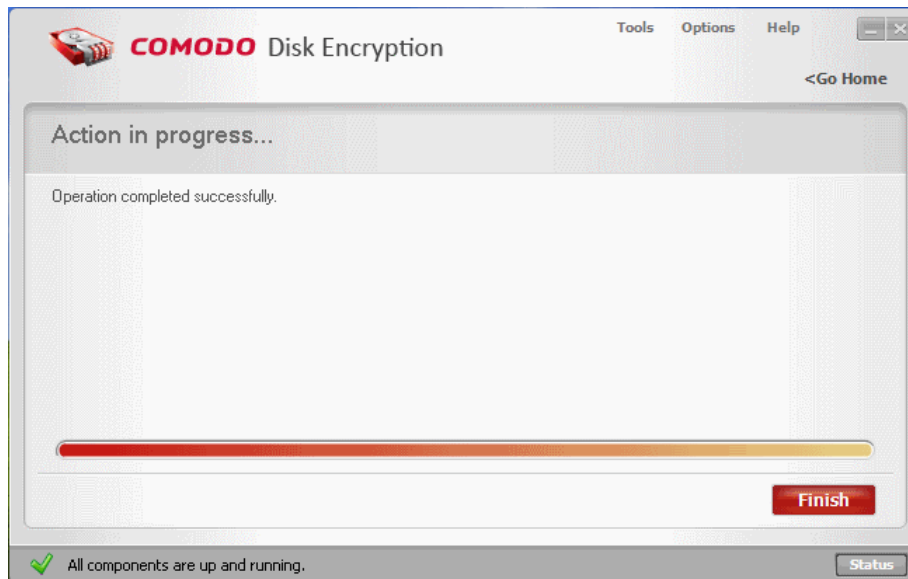 COMODO Disk Encryption
Tools Options Help
<Go Home
Action in progress...
Operation completed successfully.
Finish
All components are up and running.
Status